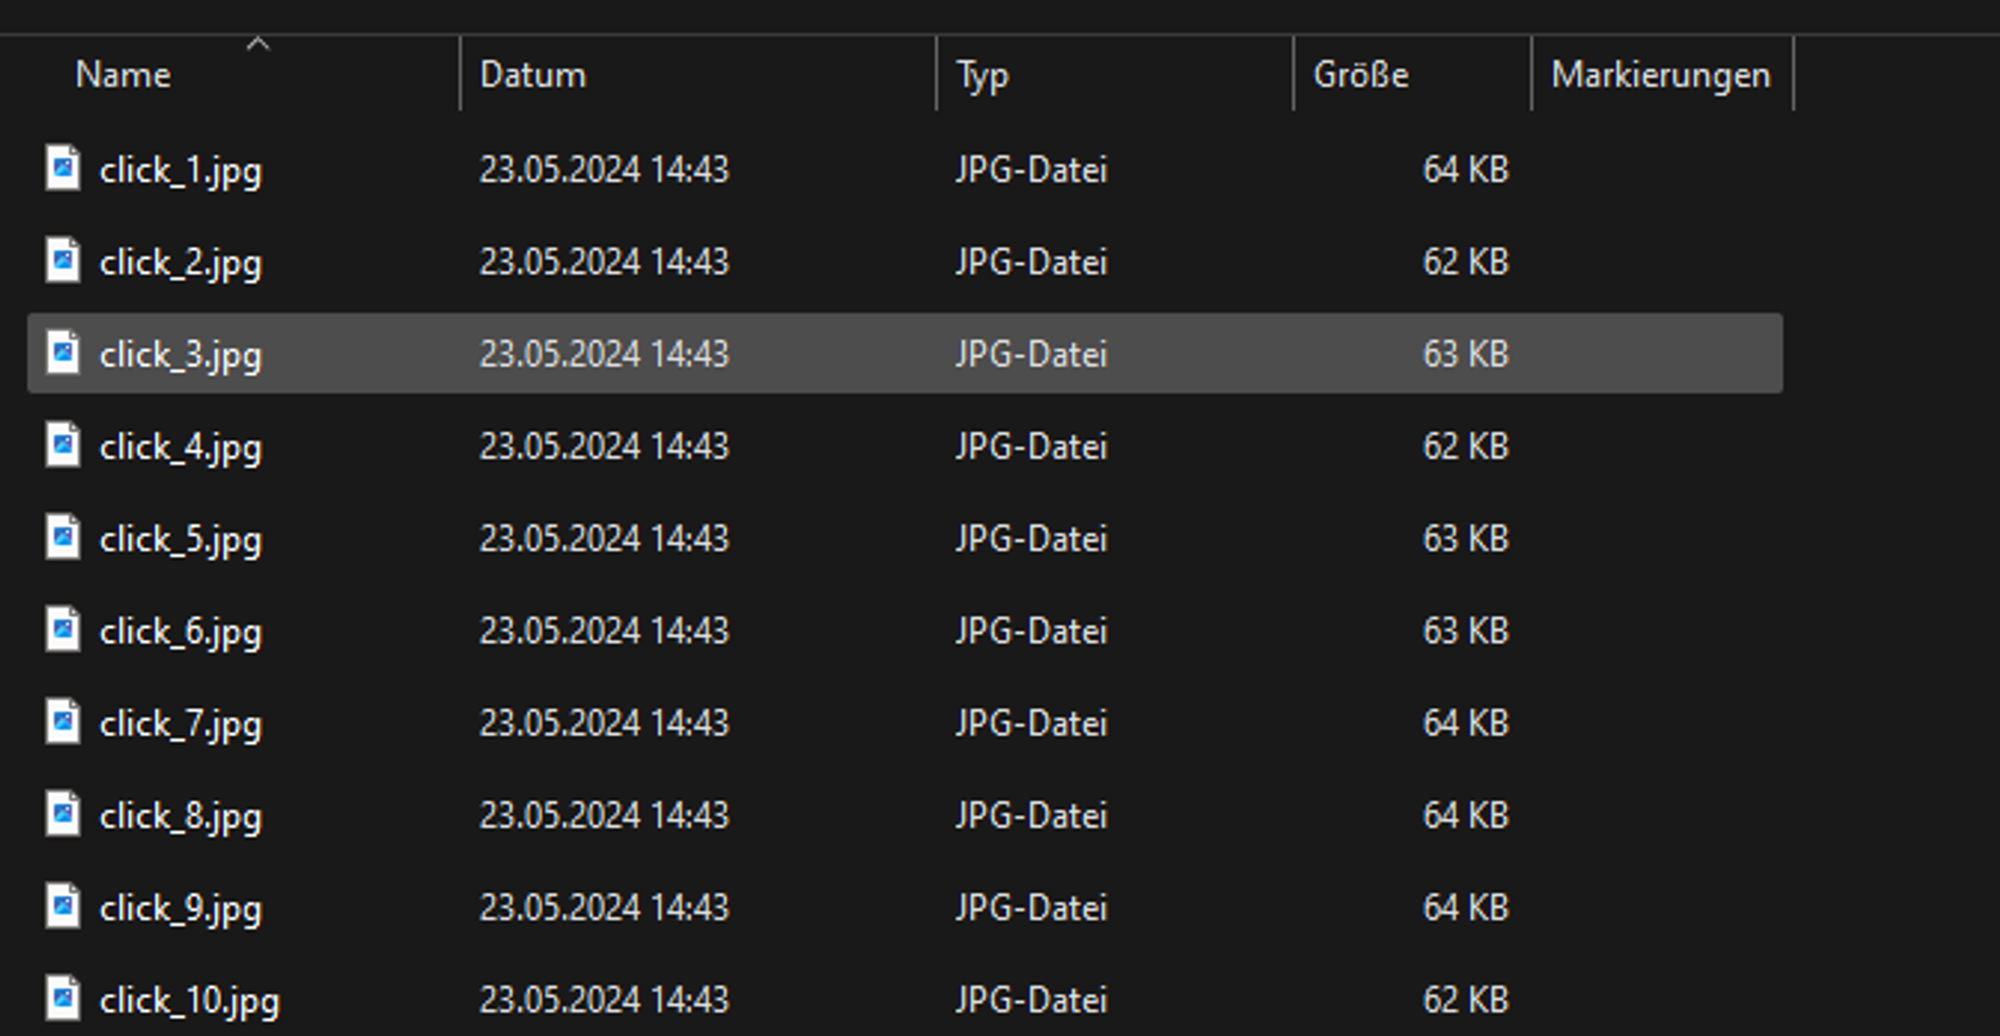 Name Datum Typ Größe Markierungen
click_1.jpg 23.05.2024 14:43 JPG-Datei 64 KB
click_2.jpg 23.05.2024 14:43 JPG-Datei 62 KB
click_3.jpg 23.05.2024 14:43 JPG-Datei 63 KB
click_4.jpg 23.05.2024 14:43 JPG-Datei 62 KB
click_5.jpg 23.05.2024 14:43 JPG-Datei 63 KB
click_6.jpg 23.05.2024 14:43 JPG-Datei 63 KB
click_7.jpg 23.05.2024 14:43 JPG-Datei 64 KB
click_8.jpg 23.05.2024 14:43 JPG-Datei 64 KB
click_9.jpg 23.05.2024 14:43 JPG-Datei 64 KB
click_10.jpg 23.05.2024 14:43 JPG-Datei 62 KB